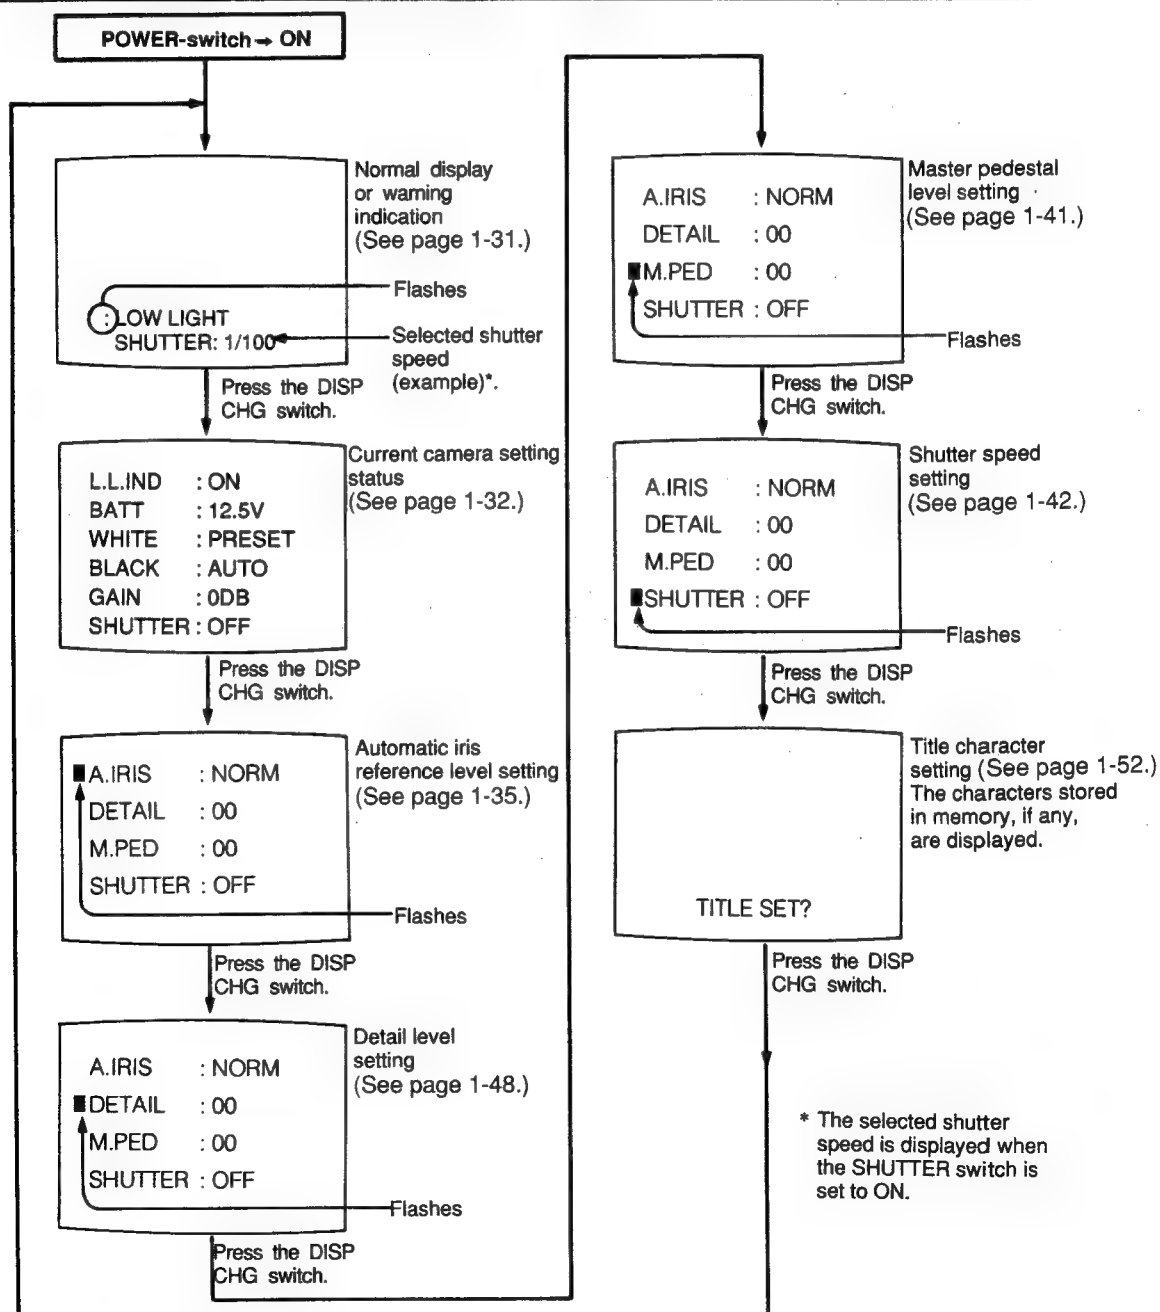 POWER-switch → ON
Normal display
or warning
indication
(See page 1-31.)
Flashes
:LOW LIGHT
SHUTTER: 1/100
Selected shutter
speed
(example)*.
Press the DISP
CHG switch.
L.L.IND : ON
BATT : 12.5V
WHITE : PRESET
BLACK : AUTO
GAIN : 0DB
SHUTTER : OFF
Current camera setting
status
(See page 1-32.)
Press the DISP
CHG switch.
A.IRIS : NORM
DETAIL : 00
M.PED : 00
SHUTTER : OFF
Automatic iris
reference level setting
(See page 1-35.)
Flashes
Press the DISP
CHG switch.
A.IRIS : NORM
DETAIL : 00
M.PED : 00
SHUTTER : OFF
Detail level
setting
(See page 1-48.)
Flashes
Press the DISP
CHG switch.
A.IRIS : NORM
DETAIL : 00
M.PED : 00
SHUTTER : OFF
Master pedestal
level setting
(See page 1-41.)
Flashes
Press the DISP
CHG switch.
A.IRIS : NORM
DETAIL : 00
M.PED : 00
SHUTTER : OFF
Shutter speed
setting
(See page 1-42.)
Flashes
Press the DISP
CHG switch.
TITLE SET?
Title character
setting (See page 1-52.)
The characters stored
in memory, if any,
are displayed.
Press the DISP
CHG switch.
* The selected shutter
speed is displayed when
the SHUTTER switch is
set to ON.